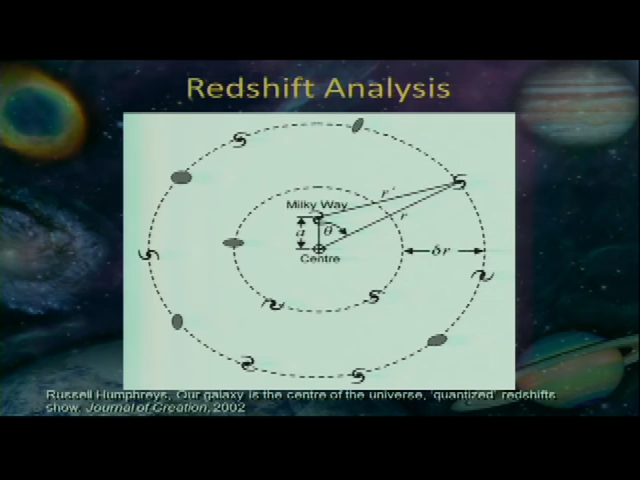 Redshift Analysis
Milky Way
r'
r
a
θ
Centre
δr
Russell Humphreys, Our galaxy is the centre of the universe, 'quantized' redshifts
show, Journal of Creation, 2002